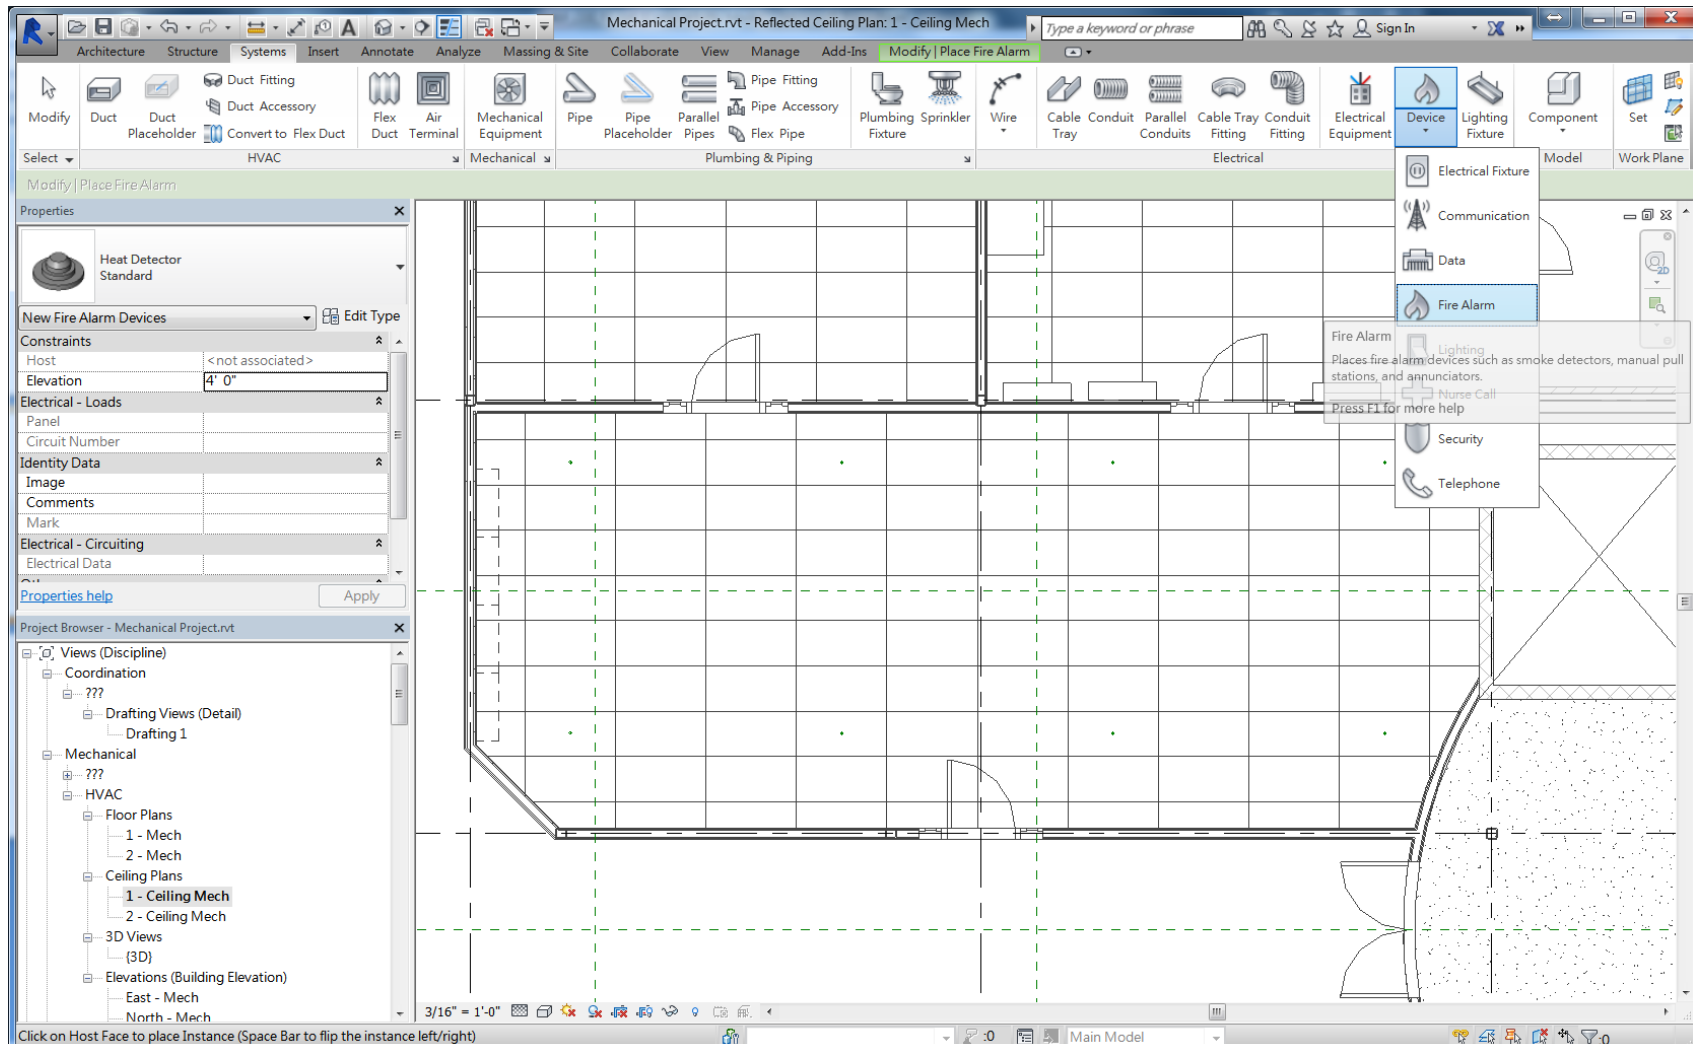 Mechanical Project.rvt - Reflected Ceiling Plan: 1 - Ceiling Mech
Type a keyword or phrase
Sign In
Architecture Structure Systems Insert Annotate Analyze Massing & Site Collaborate View Manage Add-Ins Modify | Place Fire Alarm
Modify
Duct
Duct Placeholder
Duct Fitting
Duct Accessory
Convert to Flex Duct
Flex Duct
Air Terminal
Mechanical Equipment
Pipe
Pipe Placeholder
Parallel Pipes
Pipe Fitting
Pipe Accessory
Flex Pipe
Plumbing Fixture
Sprinkler
Wire
Cable Tray
Conduit
Parallel Conduits
Cable Tray Fitting
Conduit Fitting
Electrical Equipment
Device
Lighting Fixture
Component
Set
Select HVAC Mechanical Plumbing & Piping Electrical Model Work Plane
Modify | Place Fire Alarm
Electrical Fixture
Communication
Data
Fire Alarm
Lighting
Nurse Call
Security
Telephone
Fire Alarm
Places fire alarm devices such as smoke detectors, manual pull
stations, and annunciators.
Press F1 for more help
2D
Properties
Heat Detector
Standard
New Fire Alarm Devices Edit Type
Constraints
Host <not associated>
Elevation 4' 0"
Electrical - Loads
Panel
Circuit Number
Identity Data
Image
Comments
Mark
Electrical - Circuiting
Electrical Data
Properties help Apply
Project Browser - Mechanical Project.rvt
Views (Discipline)
Coordination
???
Drafting Views (Detail)
Drafting 1
Mechanical
???
HVAC
Floor Plans
1 - Mech
2 - Mech
Ceiling Plans
1 - Ceiling Mech
2 - Ceiling Mech
3D Views
{3D}
Elevations (Building Elevation)
East - Mech
North - Mech
3/16" = 1'-0"
Click on Host Face to place Instance (Space Bar to flip the instance left/right)
:0
Main Model
:0